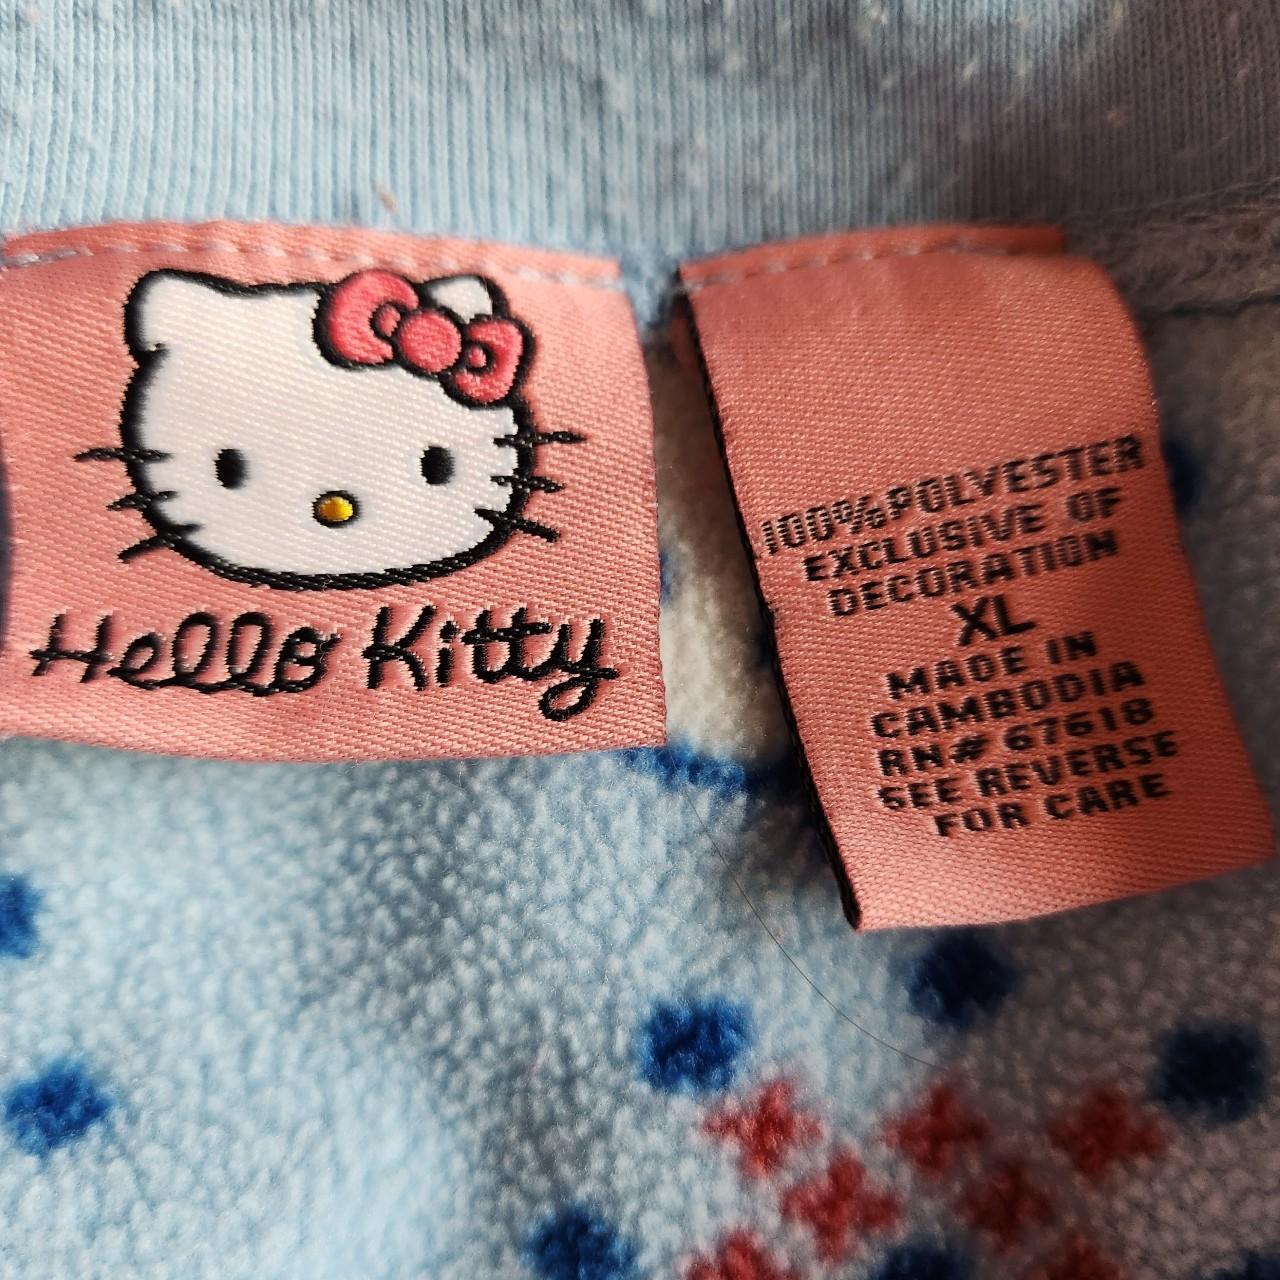 Hello Kitty
100% POLYESTER
EXCLUSIVE OF
DECORATION
XL
MADE IN
CAMBODIA
RN# 67618
SEE REVERSE
FOR CARE